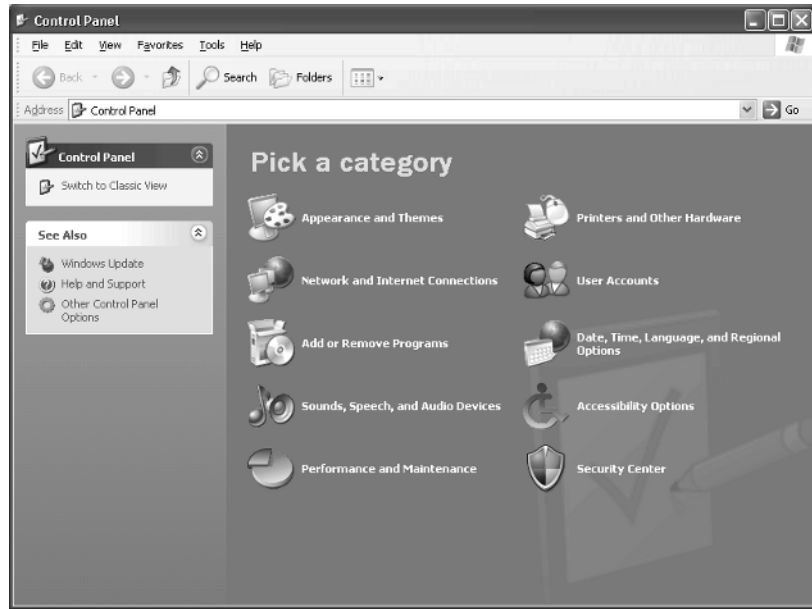 Control Panel
File Edit View Favorites Tools Help
Back Search Folders
Address Control Panel Go
Control Panel
Switch to Classic View
See Also
Windows Update
Help and Support
Other Control Panel
Options
Pick a category
Appearance and Themes
Printers and Other Hardware
Network and Internet Connections
User Accounts
Add or Remove Programs
Date, Time, Language, and Regional
Options
Sounds, Speech, and Audio Devices
Accessibility Options
Performance and Maintenance
Security Center